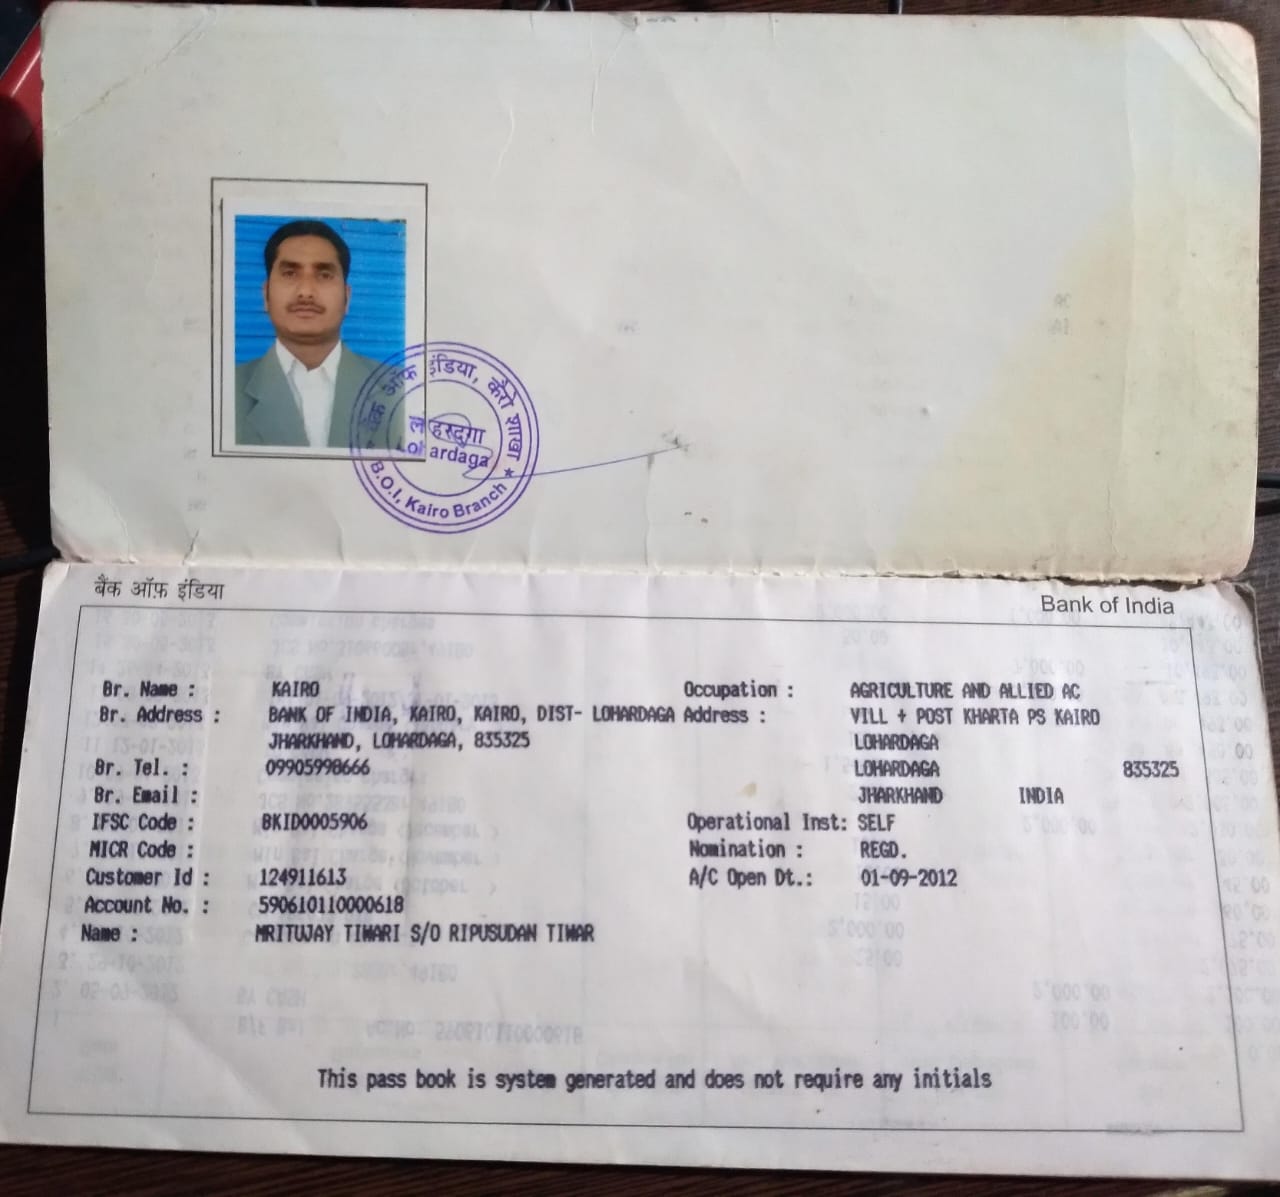 बैंक ऑफ इंडिया, कैरो शाखा
लोहरदगा
Lohardaga
B.O.I, Kairo Branch
बैंक ऑफ़ इंडिया
Bank of India
Br. Name : KAIRO Occupation : AGRICULTURE AND ALLIED AC
Br. Address : BANK OF INDIA, KAIRO, KAIRO, DIST- LOHARDAGA Address : VILL + POST KHARTA PS KAIRO
JHARKHAND, LOHARDAGA, 835325 LOHARDAGA
Br. Tel. : 09905998666 LOHARDAGA 835325
Br. Email : JHARKHAND INDIA
IFSC Code : BKID0005906 Operational Inst: SELF
MICR Code : Nomination : REGD.
Customer Id : 124911613 A/C Open Dt.: 01-09-2012
Account No. : 590610110000618
Name : MRITUJAY TIWARI S/O RIPUSUDAN TIWAR
This pass book is system generated and does not require any initials